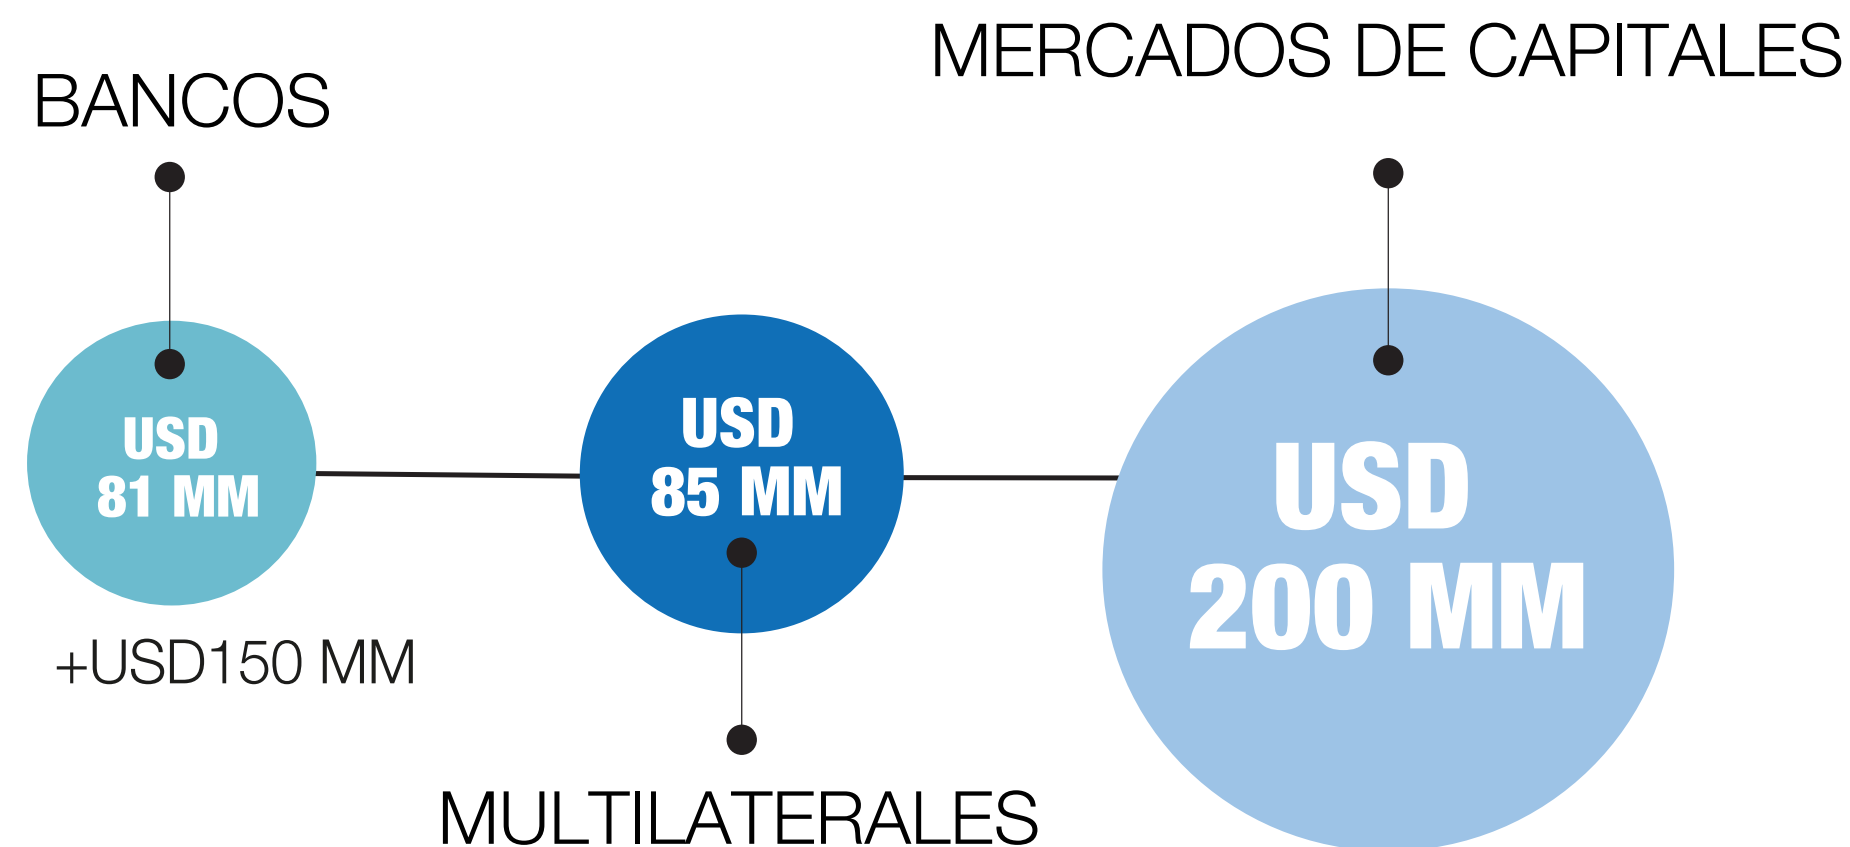 MERCADOS DE CAPITALES
BANCOS
USD
81 MM
+USD150 MM
USD
85 MM
MULTILATERALES
USD
200 MM